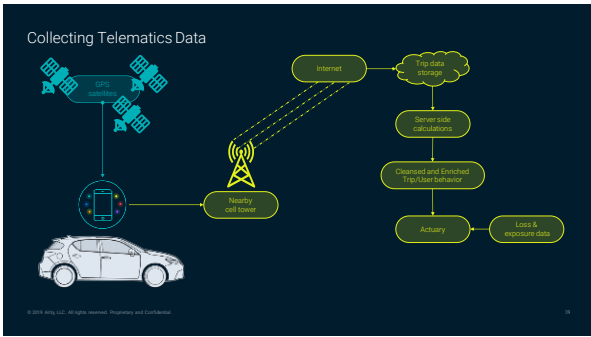 Collecting Telematics Data
GPS
satellites
Internet
Trip data
storage
Server side
calculations
Nearby
cell tower
Cleansed and Enriched
Trip/User behavior
Actuary
Loss &
exposure data
© 2019 Arity, LLC. All rights reserved. Proprietary and Confidential.
39